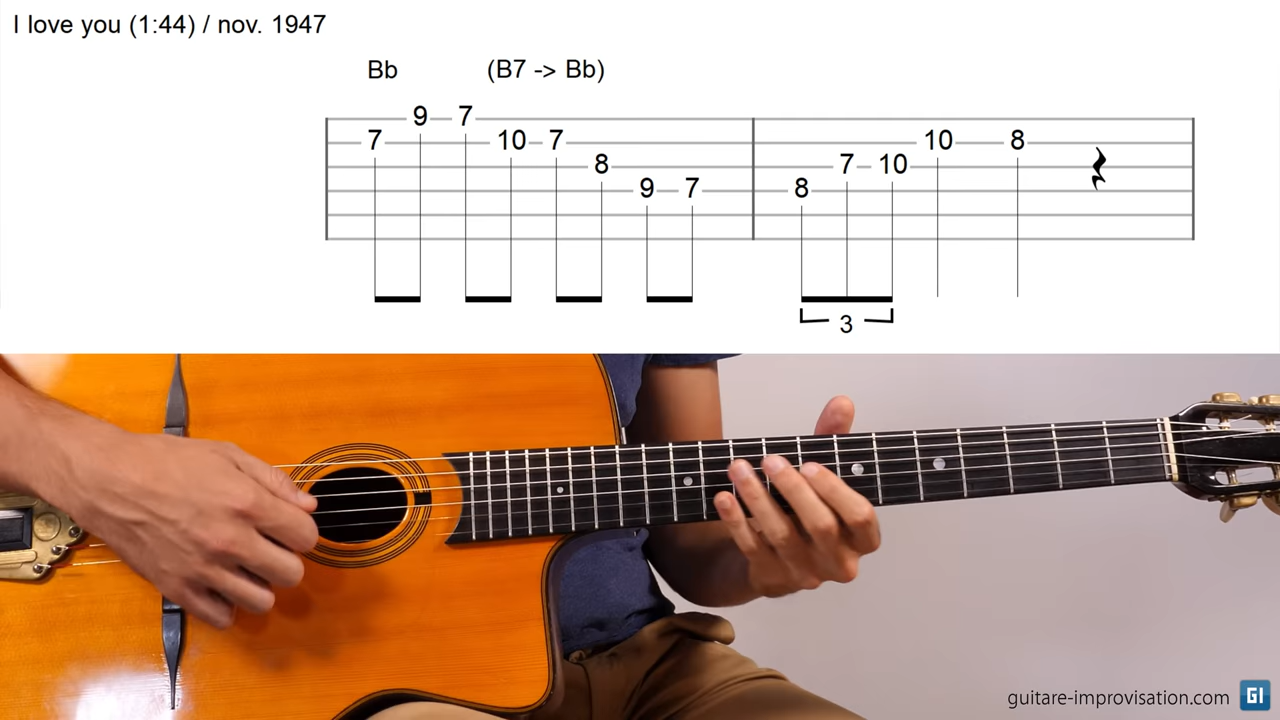 I love you (1:44) / nov. 1947
Bb (B7 -> Bb)
9 7
7 10 7 10 8
8 7 10
9 7 8
3
guitare-improvisation.com GI